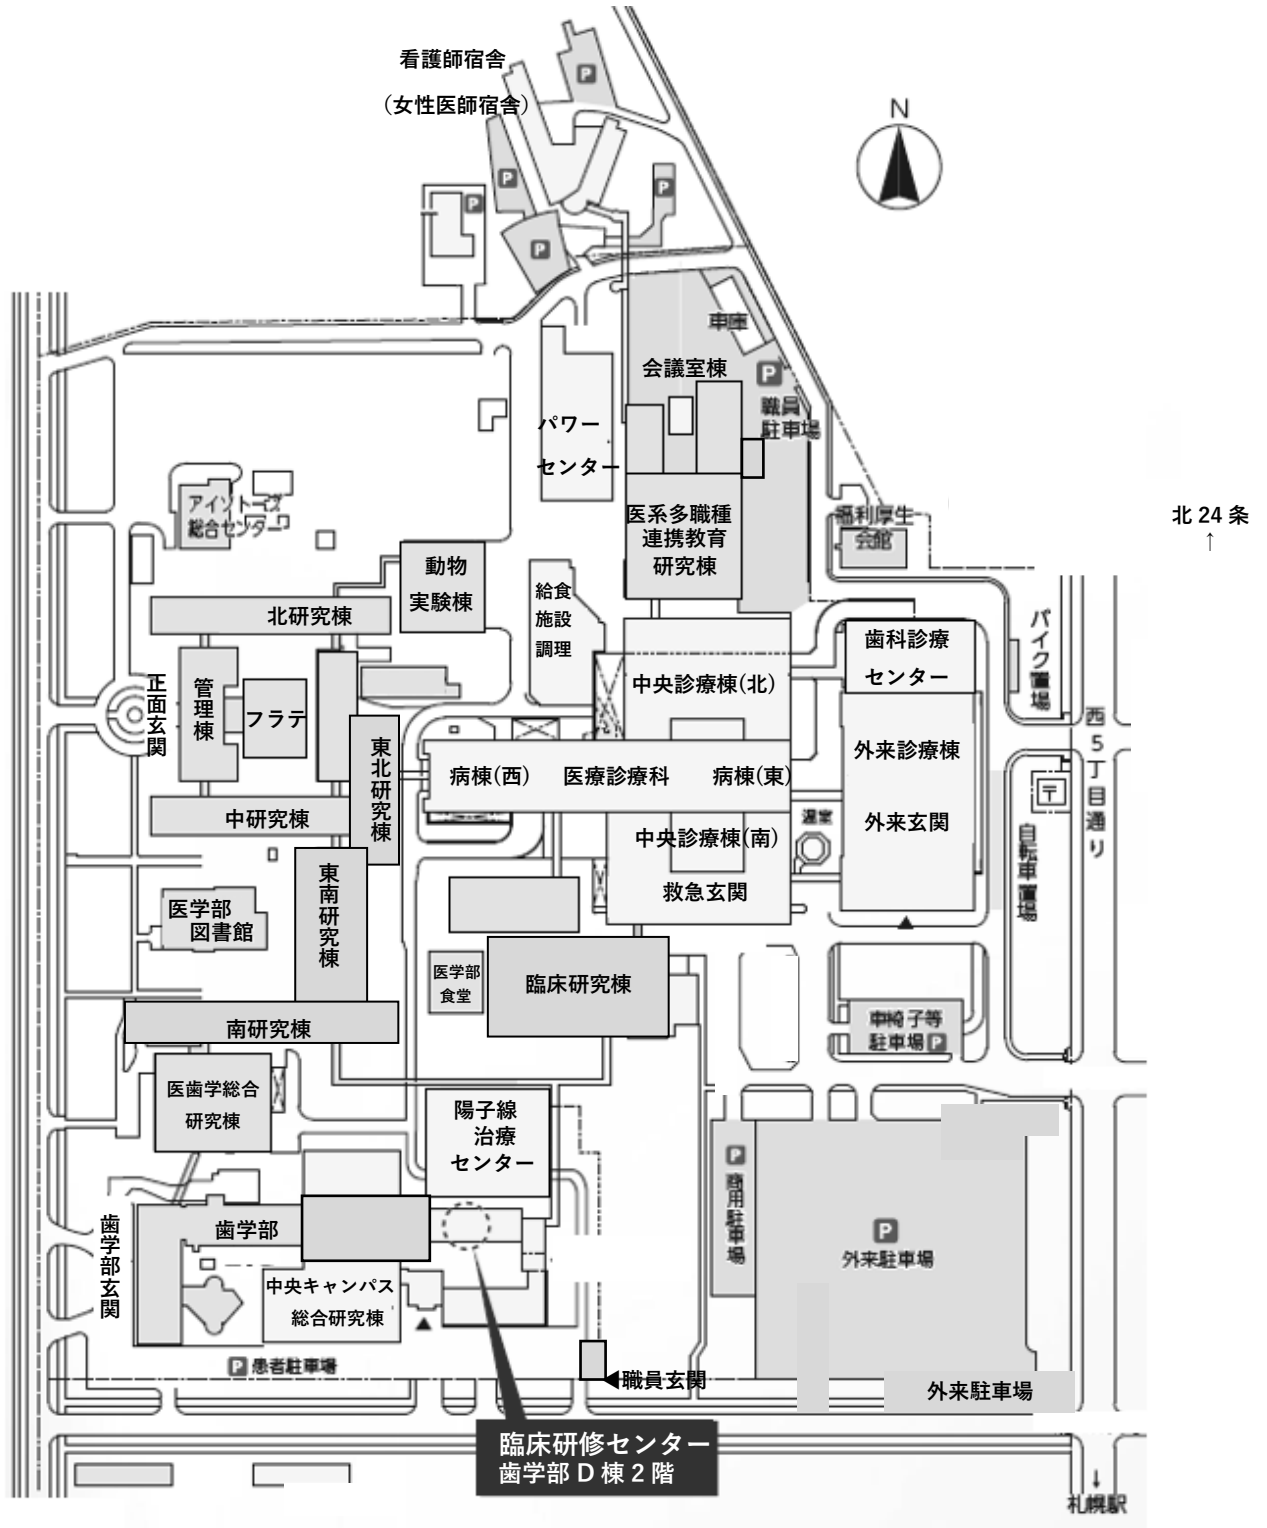 看護師宿舎
（女性医師宿舎）
P
N
P
P
P
P
車庫
会議室棟
P
職員
駐車場
パワー
センター
アイソトープ
総合センター
医系多職種
連携教育
研究棟
福利厚生
会館
北24条
↑
動物
実験棟
給食
施設
調理
北研究棟
バイク置場
歯科診療
センター
中央診療棟(北)
正面玄関
管理棟
フラテ
東北研究棟
病棟(西)
医療診療科
病棟(東)
外来診療棟
西5丁目通り
〒
中研究棟
中央診療棟(南)
温室
外来玄関
自転車置場
東南研究棟
救急玄関
医学部
図書館
▲
医学部
食堂
臨床研究棟
南研究棟
車椅子等
駐車場P
医歯学総合
研究棟
陽子線
治療
センター
P
商用駐車場
歯学部玄関
歯学部
P
外来駐車場
中央キャンパス
総合研究棟
▲
P患者駐車場
◀職員玄関
外来駐車場
臨床研修センター
歯学部D棟2階
↓
札幌駅